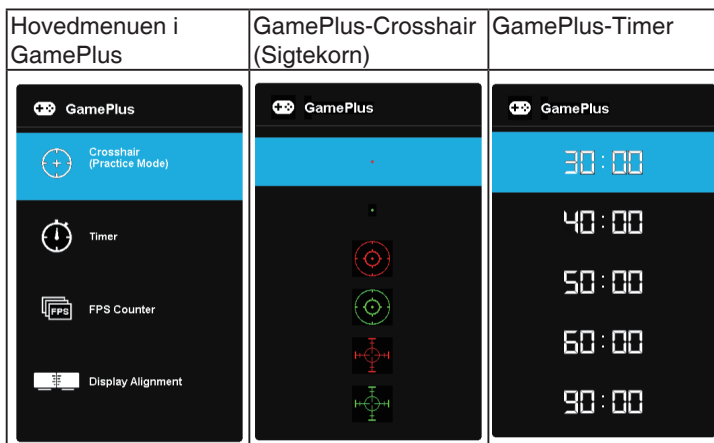 Hovedmenuen i
GamePlus
GamePlus-Crosshair
(Sigtekorn)
GamePlus-Timer
GamePlus
Crosshair
(Practice Mode)
Timer
FPS
FPS Counter
Display Alignment
GamePlus
GamePlus
30:00
40:00
50:00
60:00
90:00